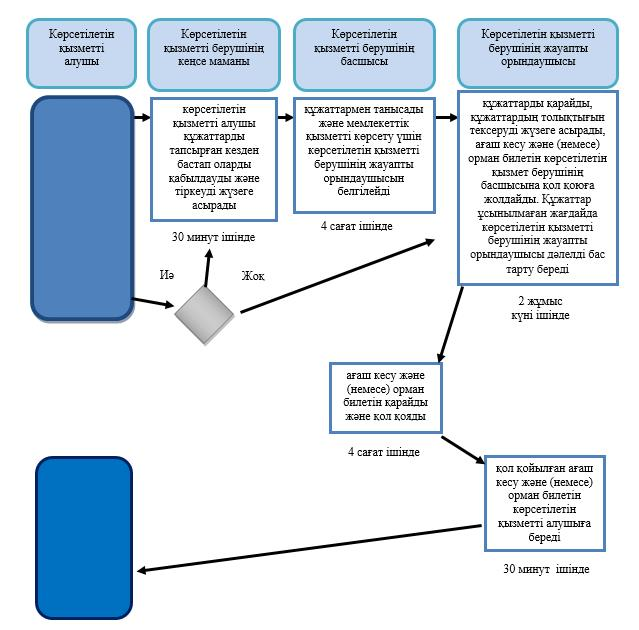 Көрсетілетін
қызметті
алушы
Көрсетілетін
қызметті берушінің
кеңсе маманы
Көрсетілетін
қызметті берушінің
басшысы
Көрсетілетін қызметті
берушінің жауапты
орындаушысы
көрсетілетін
қызметті алушы
құжаттарды
тапсырған кезден
бастап оларды
қабылдауды және
тіркеуді жүзеге
асырады
30 минут ішінде
құжаттармен танысады
және мемлекеттік
қызметті көрсету үшін
көрсетілетін қызметті
берушінің жауапты
орындаушысын
белгілейді
4 сағат ішінде
құжаттарды қарайды,
құжаттардың толықтығын
тексеруді жүзеге асырады,
ағаш кесу және (немесе)
орман билетін көрсетілетін
қызмет берушінің
басшысына қол қоюға
жолдайды. Құжаттар
ұсынылмаған жағдайда
көрсетілетін қызметті
берушінің жауапты
орындаушысы дәлелді бас
тарту береді
2 жұмыс
күні ішінде
Иә
Жоқ
ағаш кесу және
(немесе) орман
билетін қарайды
және қол қояды
4 сағат ішінде
қол қойылған ағаш
кесу және (немесе)
орман билетін
көрсетілетін
қызметті алушыға
береді
30 минут ішінде